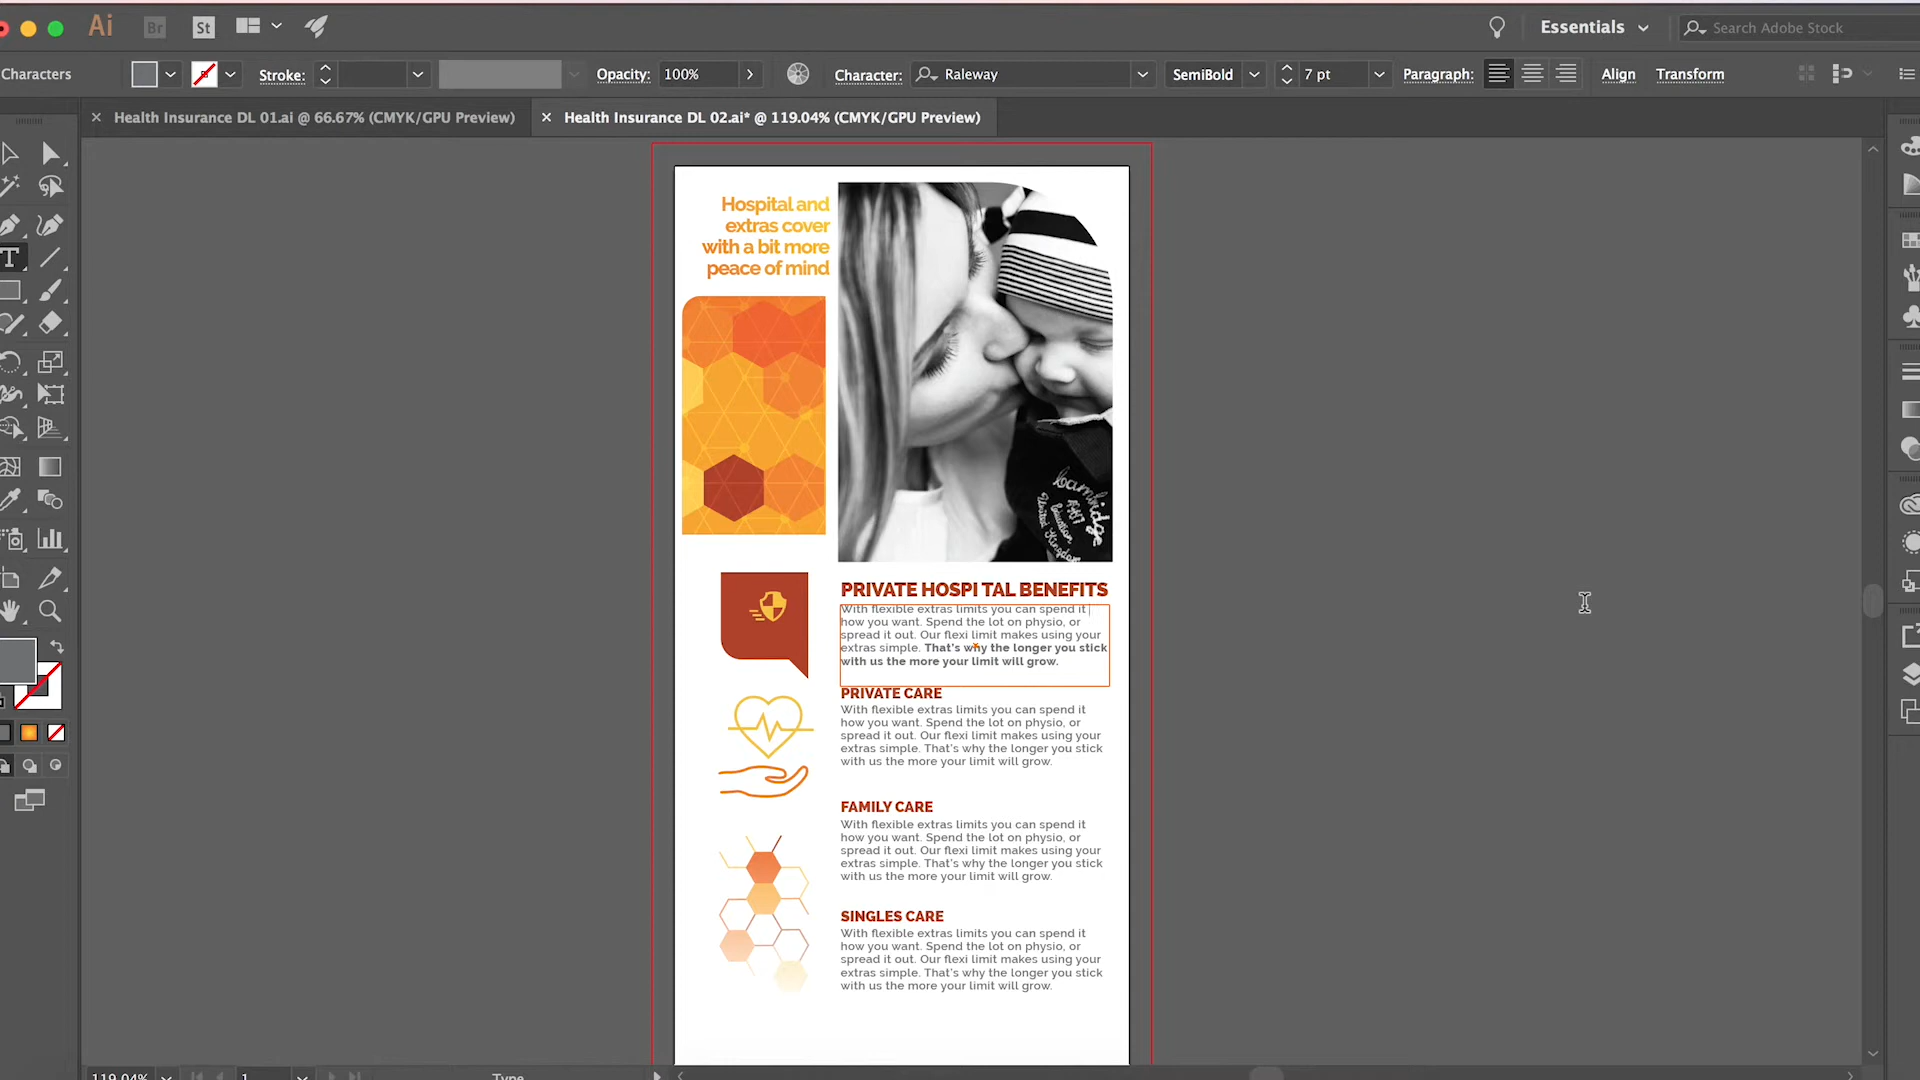 Ai
Br
St
Essentials
Search Adobe Stock
Characters
Stroke:
Opacity:
100%
Character:
Raleway
SemiBold
7 pt
Paragraph:
Align
Transform
Health Insurance DL 01.ai @ 66.67% (CMYK/GPU Preview)
Health Insurance DL 02.ai* @ 119.04% (CMYK/GPU Preview)
Hospital and
extras cover
with a bit more
peace of mind
PRIVATE HOSPI TAL BENEFITS
With flexible extras limits you can spend it
how you want. Spend the lot on physio, or
spread it out. Our flexi limit makes using your
extras simple. That's why the longer you stick
with us the more your limit will grow.
PRIVATE CARE
With flexible extras limits you can spend it
how you want. Spend the lot on physio, or
spread it out. Our flexi limit makes using your
extras simple. That's why the longer you stick
with us the more your limit will grow.
FAMILY CARE
With flexible extras limits you can spend it
how you want. Spend the lot on physio, or
spread it out. Our flexi limit makes using your
extras simple. That's why the longer you stick
with us the more your limit will grow.
SINGLES CARE
With flexible extras limits you can spend it
how you want. Spend the lot on physio, or
spread it out. Our flexi limit makes using your
extras simple. That's why the longer you stick
with us the more your limit will grow.
119.04%
1
Type